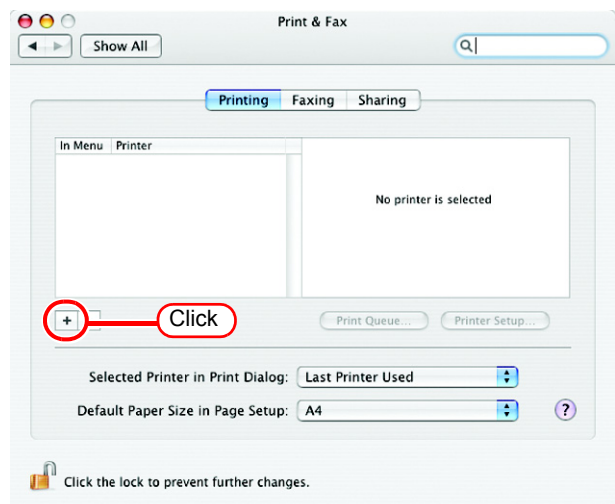 Print & Fax
Show All
Printing Faxing Sharing
In Menu Printer
No printer is selected
+ Click
Print Queue... Printer Setup...
Selected Printer in Print Dialog: Last Printer Used
Default Paper Size in Page Setup: A4 ?
Click the lock to prevent further changes.